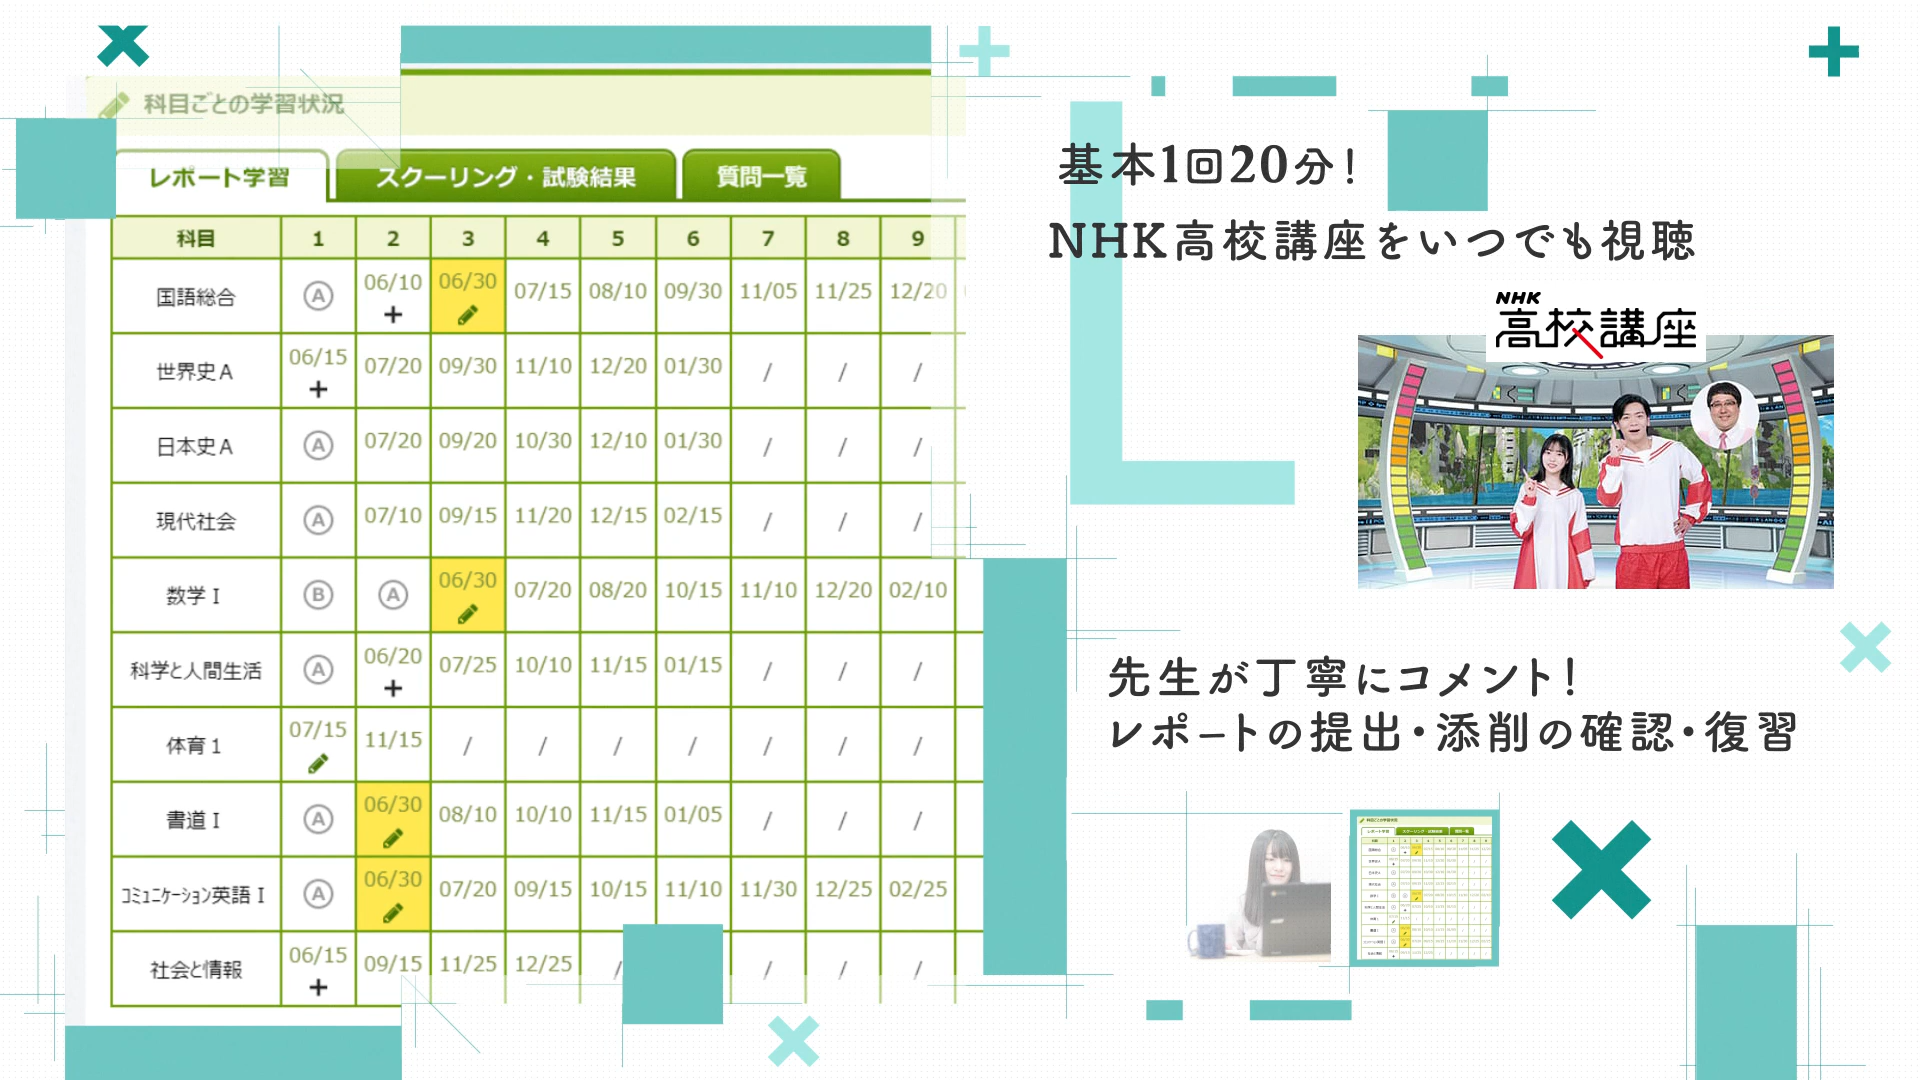 科目ごとの学習状況
レポート学習 スクーリング・試験結果 質問一覧
科目 1 2 3 4 5 6 7 8 9
国語総合 A 06/10 + 06/30 07/15 08/10 09/30 11/05 11/25 12/20
世界史A 06/15 + 07/20 09/30 11/10 12/20 01/30 / / /
日本史A A 07/20 09/20 10/30 12/10 01/30 / / /
現代社会 A 07/10 09/15 11/20 12/15 02/15 / / /
数学Ⅰ B A 06/30 07/20 08/20 10/15 11/10 12/20 02/10
科学と人間生活 A 06/20 + 07/25 10/10 11/15 01/15 / / /
体育1 07/15 11/15 / / / / / / /
書道Ⅰ A 06/30 08/10 10/10 11/15 01/05 / / /
コミュニケーション英語Ⅰ A 06/30 07/20 09/15 10/15 11/10 11/30 12/25 02/25
社会と情報 06/15 + 09/15 11/25 12/25 / / / /
基本1回20分!
NHK高校講座をいつでも視聴
NHK
高校講座
先生が丁寧にコメント!
レポートの提出・添削の確認・復習